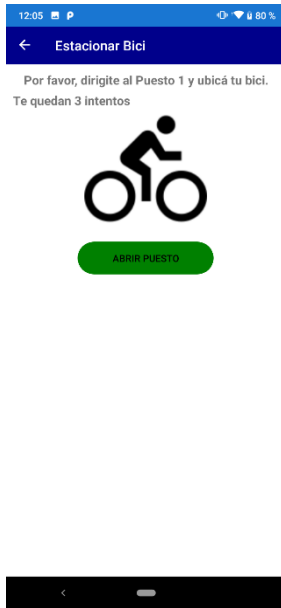 12:05 P 80 %
Estacionar Bici
Por favor, dirigite al Puesto 1 y ubicá tu bici.
Te quedan 3 intentos
ABRIR PUESTO